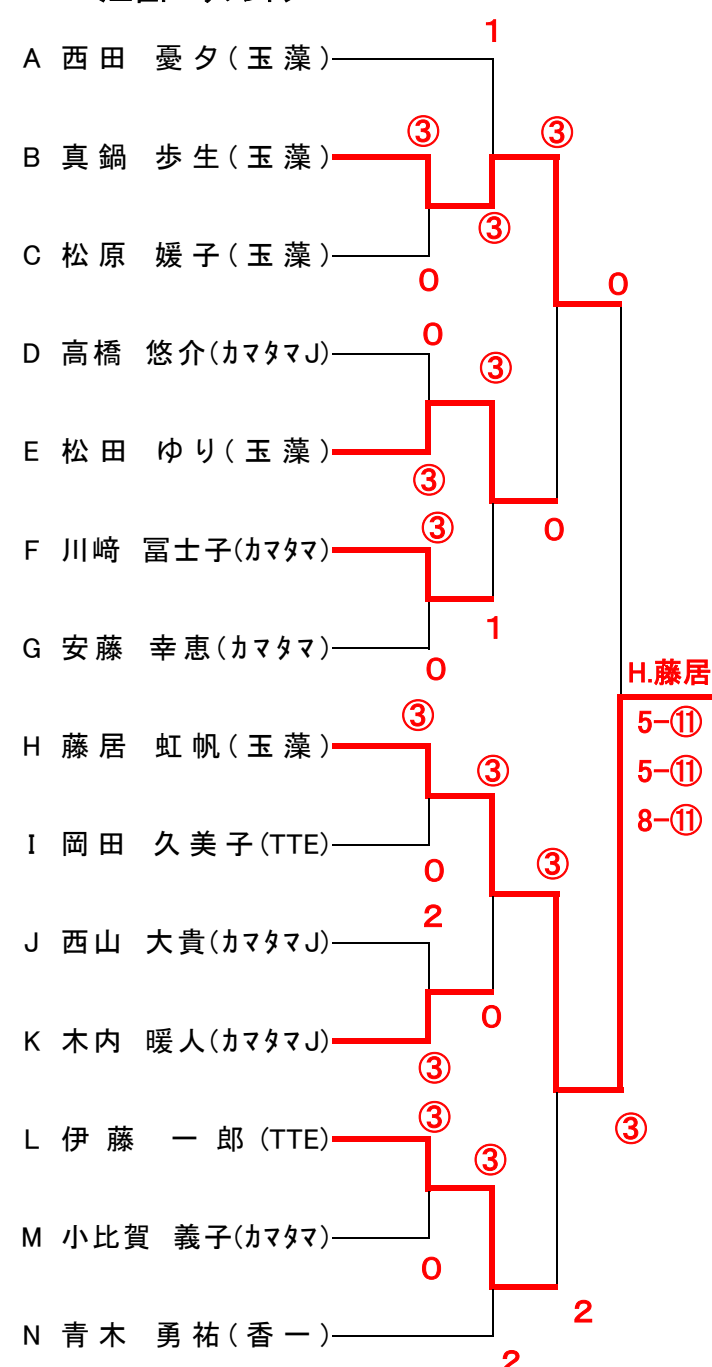 1
A 西田 憂夕(玉藻)
③ ③
B 真鍋 歩生(玉藻)
③
C 松原 媛子(玉藻)
0 0
0
D 高橋 悠介(カマタマJ)
③
E 松田 ゆり(玉藻)
③
③ 0
F 川﨑 冨士子(カマタマ)
1
G 安藤 幸恵(カマタマ)
0 H.藤居
③ 5-⑪
H 藤居 虹帆(玉藻)
③ 5-⑪
8-⑪
I 岡田 久美子(TTE)
0 ③
2
J 西山 大貴(カマタマJ)
0
K 木内 暖人(カマタマJ)
③
③ ③
L 伊藤 一郎(TTE)
③
M 小比賀 義子(カマタマ)
0
2
N 青木 勇祐(香一)
2